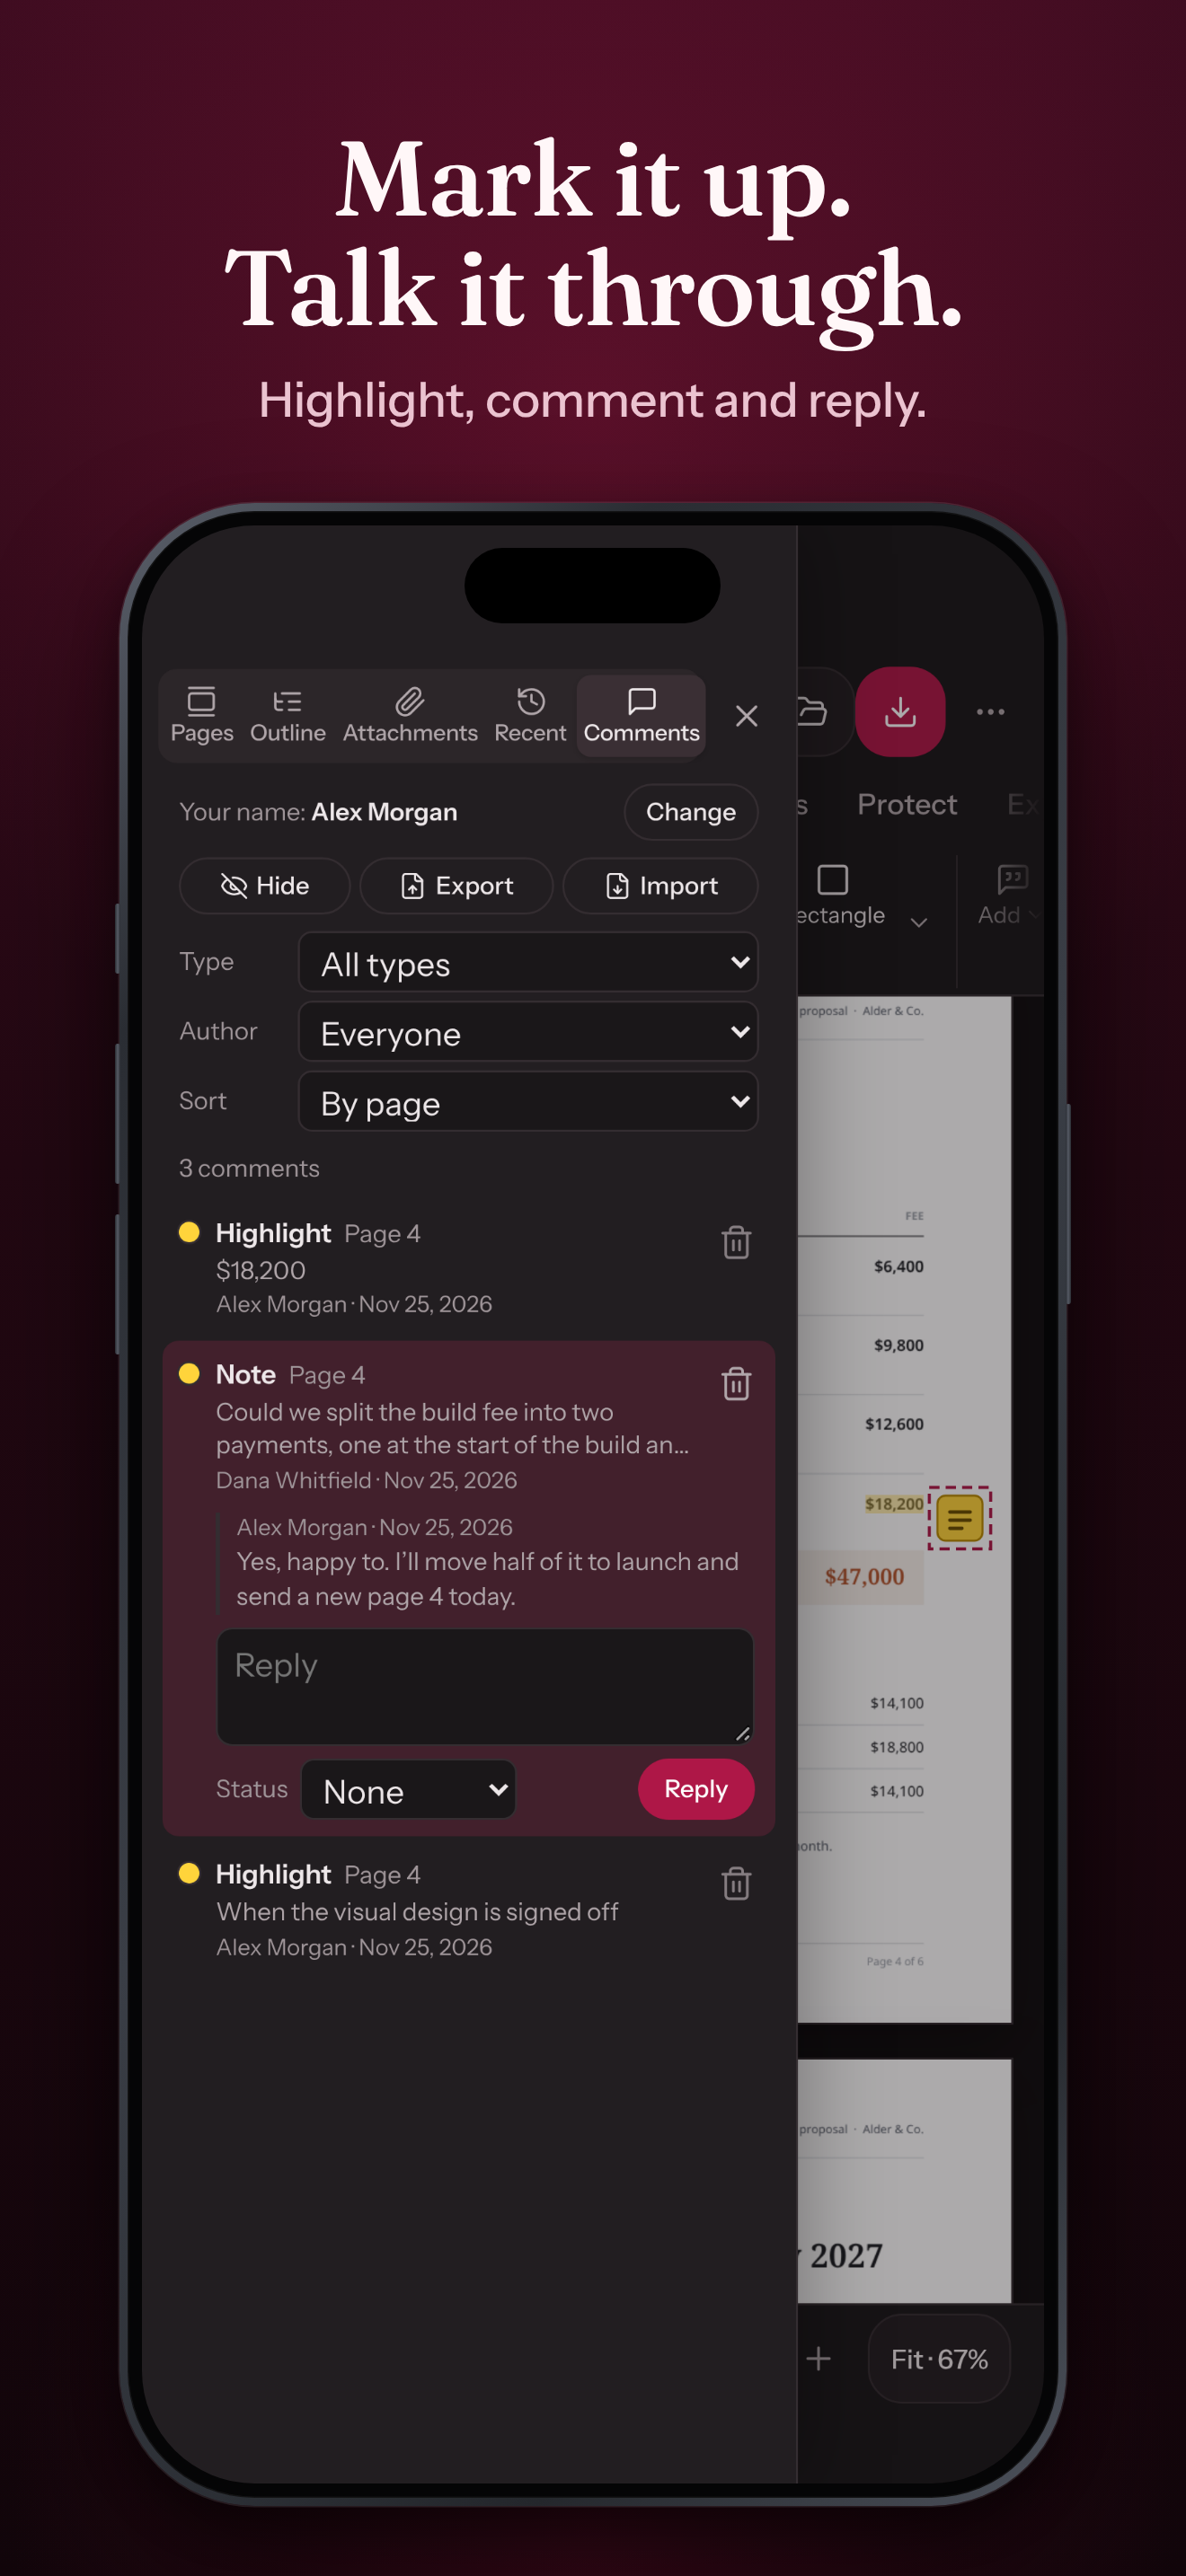 Mark it up.
Talk it through.
Highlight, comment and reply.
Pages Outline Attachments Recent Comments
Your name: Alex Morgan Change
Protect
Hide Export Import
Add
Type All types
Author Everyone
Sort By page
3 comments
Highlight Page 4
$18,200
Alex Morgan · Nov 25, 2026
Note Page 4
Could we split the build fee into two
payments, one at the start of the build an...
Dana Whitfield · Nov 25, 2026
Alex Morgan · Nov 25, 2026
Yes, happy to. I’ll move half of it to launch and
send a new page 4 today.
Reply
Status None Reply
Highlight Page 4
When the visual design is signed off
Alex Morgan · Nov 25, 2026
proposal · Alder & Co.
FEE
$6,400
$9,800
$12,600
$18,200
$47,000
$14,100
$18,800
$14,100
Page 4 of 6
proposal · Alder & Co.
2027
Fit · 67%